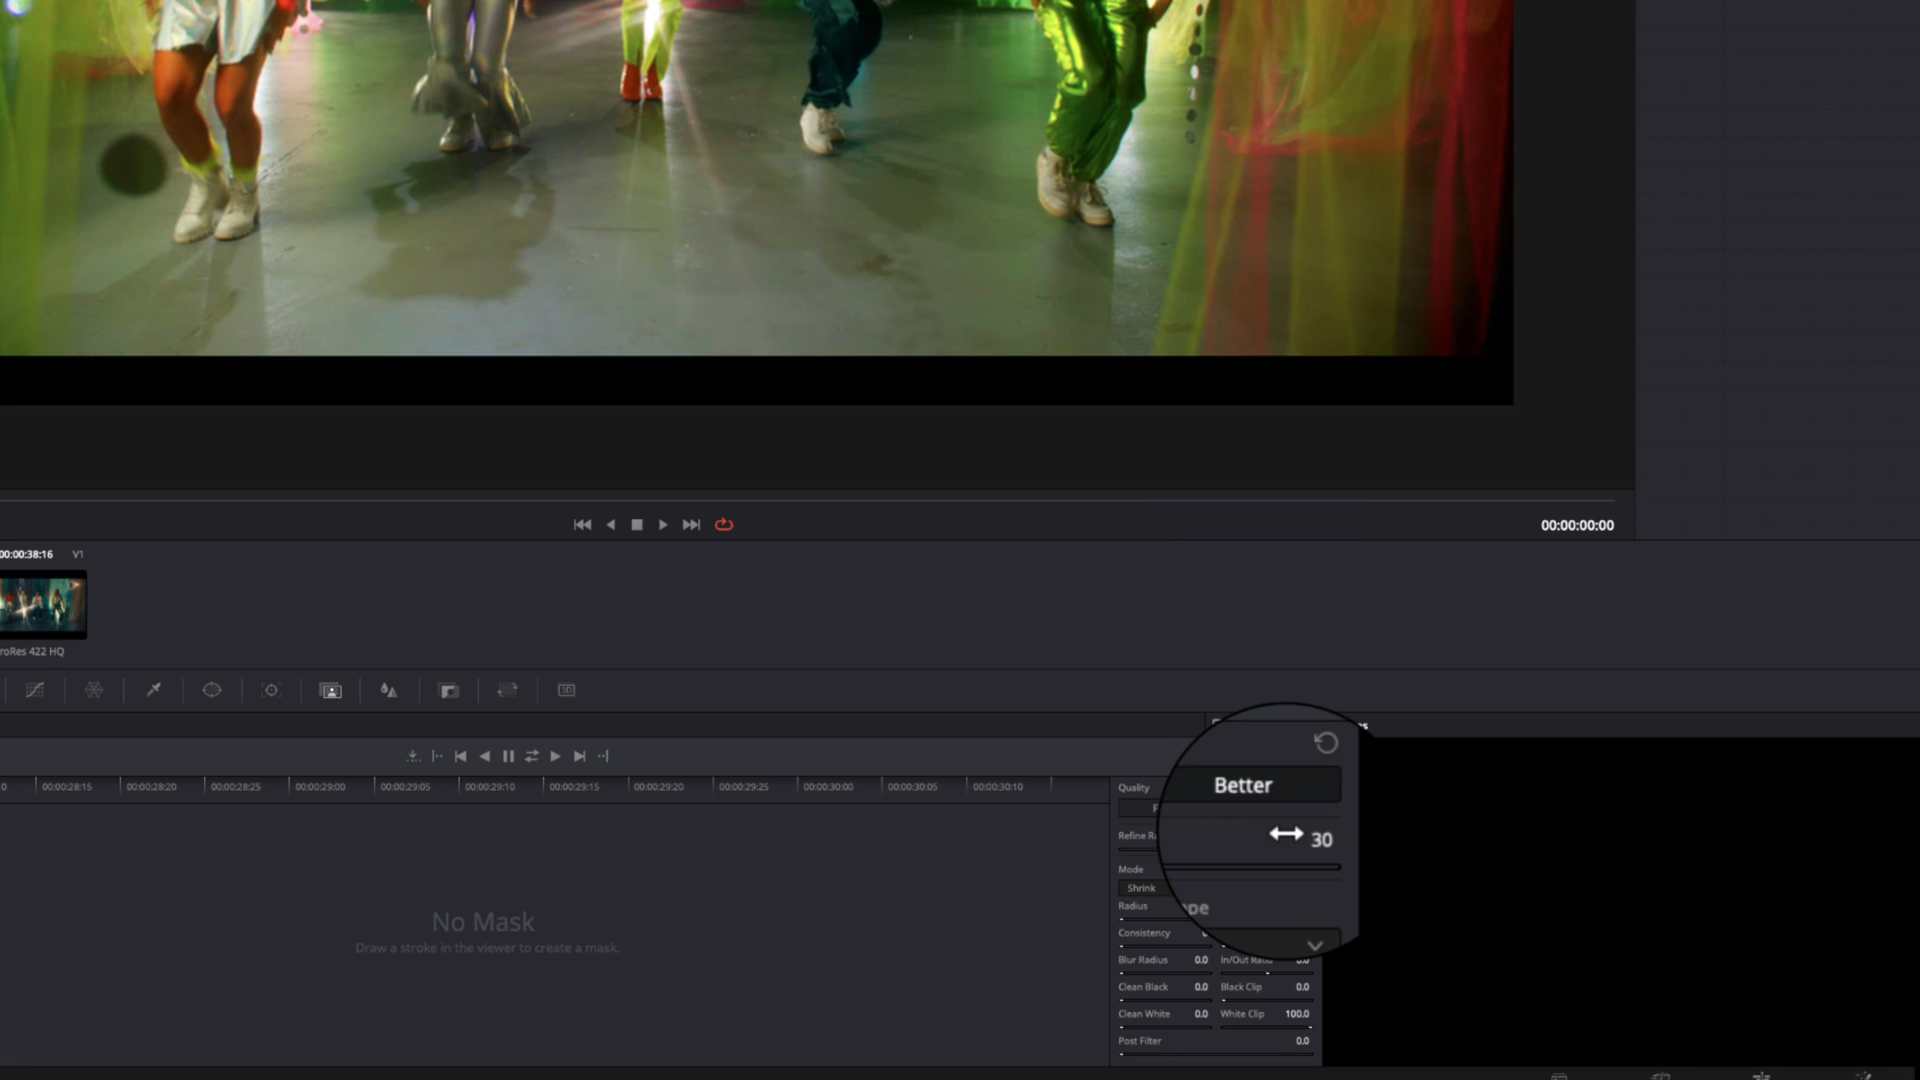 00:00:00:00
00:00:38:16 V1
roRes 422 HQ
3D
Better
00:00:28:15 00:00:28:20 00:00:28:25 00:00:29:00 00:00:29:05 00:00:29:10 00:00:29:15 00:00:29:20 00:00:29:25 00:00:30:00 00:00:30:05 00:00:30:10
Quality
Refine Ra
30
Mode
Shrink
Radius
Consistency
Blur Radius 0.0 In/Out Ratio 0.0
Clean Black 0.0 Black Clip 0.0
Clean White 0.0 White Clip 100.0
Post Filter 0.0
No Mask
Draw a stroke in the viewer to create a mask.